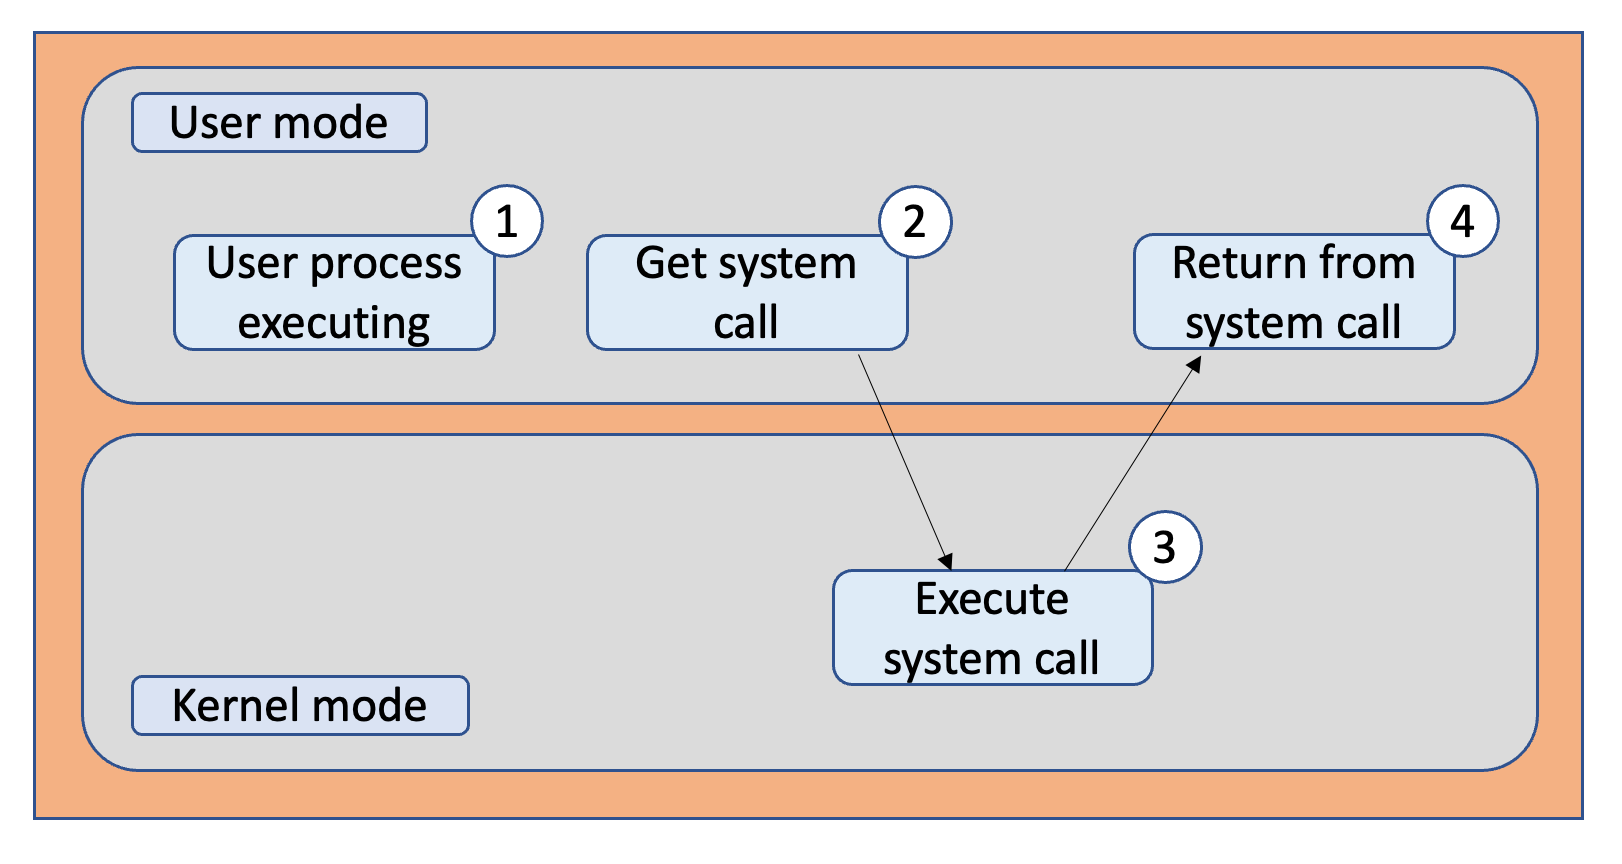 User mode
1
User process
executing
2
Get system
call
4
Return from
system call
3
Execute
system call
Kernel mode